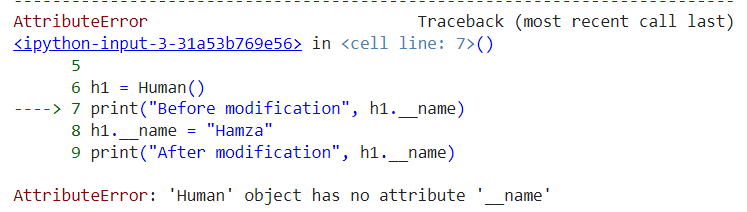 ---------------------------------------------------------------------------
AttributeError                            Traceback (most recent call last)
<ipython-input-3-31a53b769e56> in <cell line: 7>()
      5 
      6 h1 = Human()
----> 7 print("Before modification", h1.__name)
      8 h1.__name = "Hamza"
      9 print("After modification", h1.__name)

AttributeError: 'Human' object has no attribute '__name'